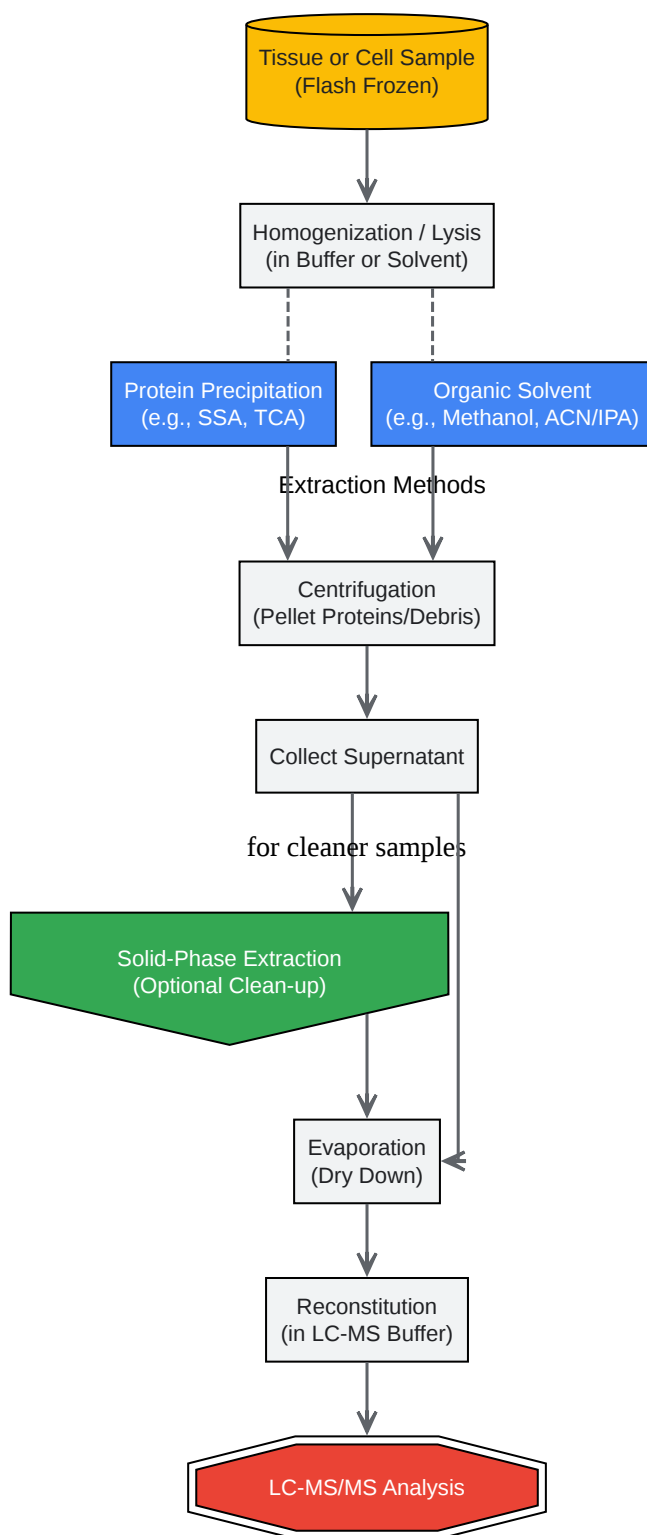 Tissue or Cell Sample
(Flash Frozen)
Homogenization / Lysis
(in Buffer or Solvent)
Protein Precipitation
(e.g., SSA, TCA)
Organic Solvent
(e.g., Methanol, ACN/IPA)
Extraction Methods
Centrifugation
(Pellet Proteins/Debris)
Collect Supernatant
for cleaner samples
Solid-Phase Extraction
(Optional Clean-up)
Evaporation
(Dry Down)
Reconstitution
(in LC-MS Buffer)
LC-MS/MS Analysis